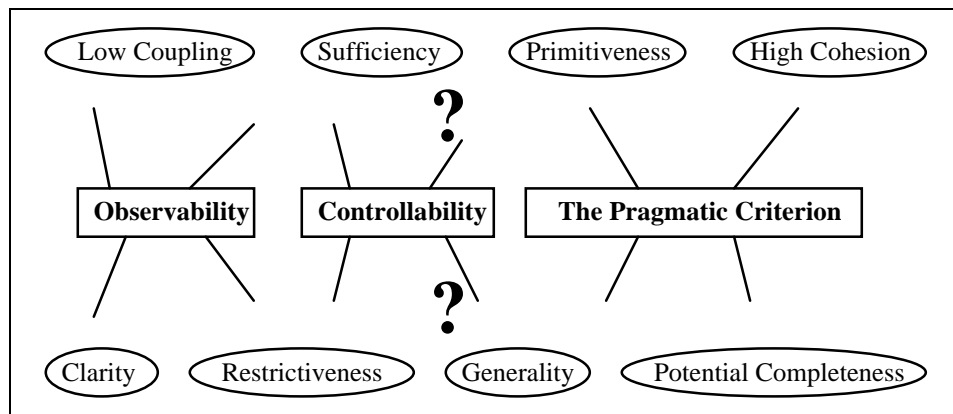 Low Coupling Sufficiency Primitiveness High Cohesion
?
Observability Controllability The Pragmatic Criterion
?
Clarity Restrictiveness Generality Potential Completeness